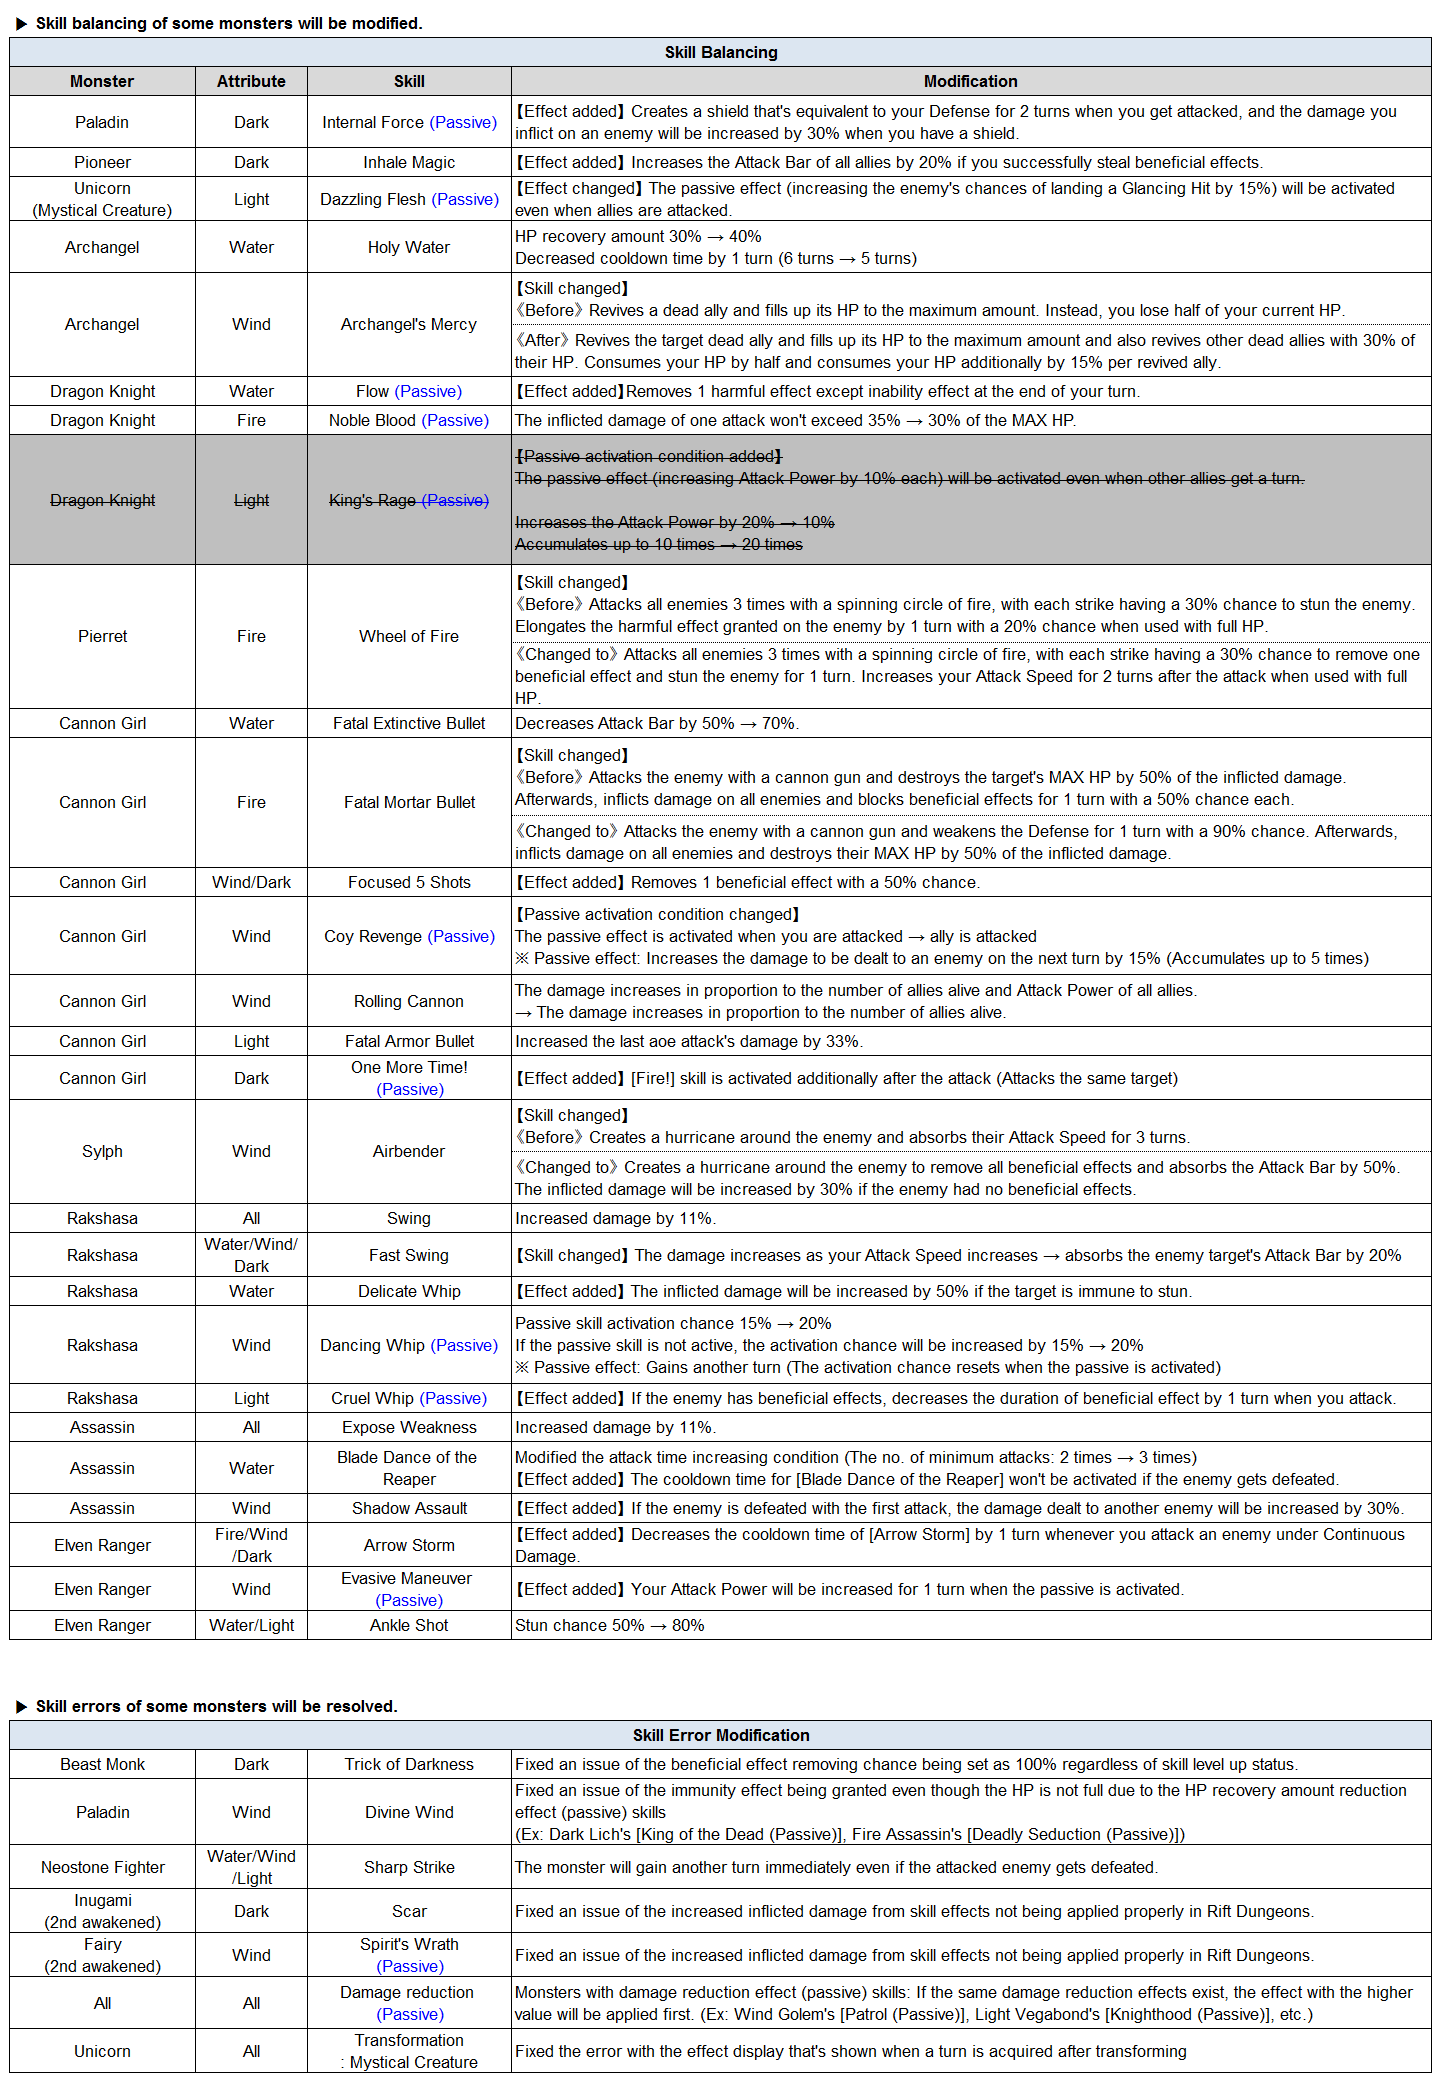 ▶ Skill balancing of some monsters will be modified.
Skill Balancing
Monster Attribute Skill Modification
Paladin Dark Internal Force (Passive) 【Effect added】 Creates a shield that's equivalent to your Defense for 2 turns when you get attacked, and the damage you
inflict on an enemy will be increased by 30% when you have a shield.
Pioneer Dark Inhale Magic 【Effect added】 Increases the Attack Bar of all allies by 20% if you successfully steal beneficial effects.
Unicorn
(Mystical Creature) Light Dazzling Flesh (Passive) 【Effect changed】 The passive effect (increasing the enemy's chances of landing a Glancing Hit by 15%) will be activated
even when allies are attacked.
Archangel Water Holy Water HP recovery amount 30% → 40%
Decreased cooldown time by 1 turn (6 turns → 5 turns)
Archangel Wind Archangel's Mercy 【Skill changed】
《Before》 Revives a dead ally and fills up its HP to the maximum amount. Instead, you lose half of your current HP.
《After》 Revives the target dead ally and fills up its HP to the maximum amount and also revives other dead allies with 30% of
their HP. Consumes your HP by half and consumes your HP additionally by 15% per revived ally.
Dragon Knight Water Flow (Passive) 【Effect added】Removes 1 harmful effect except inability effect at the end of your turn.
Dragon Knight Fire Noble Blood (Passive) The inflicted damage of one attack won't exceed 35% → 30% of the MAX HP.
Dragon Knight Light King's Rage (Passive) 【Passive activation condition added】
The passive effect (increasing Attack Power by 10% each) will be activated even when other allies get a turn.
Increases the Attack Power by 20% → 10%
Accumulates up to 10 times → 20 times
Pierret Fire Wheel of Fire 【Skill changed】
《Before》 Attacks all enemies 3 times with a spinning circle of fire, with each strike having a 30% chance to stun the enemy.
Elongates the harmful effect granted on the enemy by 1 turn with a 20% chance when used with full HP.
《Changed to》 Attacks all enemies 3 times with a spinning circle of fire, with each strike having a 30% chance to remove one
beneficial effect and stun the enemy for 1 turn. Increases your Attack Speed for 2 turns after the attack when used with full
HP.
Cannon Girl Water Fatal Extinctive Bullet Decreases Attack Bar by 50% → 70%.
Cannon Girl Fire Fatal Mortar Bullet 【Skill changed】
《Before》 Attacks the enemy with a cannon gun and destroys the target's MAX HP by 50% of the inflicted damage.
Afterwards, inflicts damage on all enemies and blocks beneficial effects for 1 turn with a 50% chance each.
《Changed to》 Attacks the enemy with a cannon gun and weakens the Defense for 1 turn with a 90% chance. Afterwards,
inflicts damage on all enemies and destroys their MAX HP by 50% of the inflicted damage.
Cannon Girl Wind/Dark Focused 5 Shots 【Effect added】 Removes 1 beneficial effect with a 50% chance.
Cannon Girl Wind Coy Revenge (Passive) 【Passive activation condition changed】
The passive effect is activated when you are attacked → ally is attacked
※ Passive effect: Increases the damage to be dealt to an enemy on the next turn by 15% (Accumulates up to 5 times)
Cannon Girl Wind Rolling Cannon The damage increases in proportion to the number of allies alive and Attack Power of all allies.
→ The damage increases in proportion to the number of allies alive.
Cannon Girl Light Fatal Armor Bullet Increased the last aoe attack's damage by 33%.
Cannon Girl Dark One More Time!
(Passive) 【Effect added】 [Fire!] skill is activated additionally after the attack (Attacks the same target)
Sylph Wind Airbender 【Skill changed】
《Before》 Creates a hurricane around the enemy and absorbs their Attack Speed for 3 turns.
《Changed to》 Creates a hurricane around the enemy to remove all beneficial effects and absorbs the Attack Bar by 50%.
The inflicted damage will be increased by 30% if the enemy had no beneficial effects.
Rakshasa All Swing Increased damage by 11%.
Rakshasa Water/Wind/
Dark Fast Swing 【Skill changed】 The damage increases as your Attack Speed increases → absorbs the enemy target's Attack Bar by 20%
Rakshasa Water Delicate Whip 【Effect added】 The inflicted damage will be increased by 50% if the target is immune to stun.
Rakshasa Wind Dancing Whip (Passive) Passive skill activation chance 15% → 20%
If the passive skill is not active, the activation chance will be increased by 15% → 20%
※ Passive effect: Gains another turn (The activation chance resets when the passive is activated)
Rakshasa Light Cruel Whip (Passive) 【Effect added】 If the enemy has beneficial effects, decreases the duration of beneficial effect by 1 turn when you attack.
Assassin All Expose Weakness Increased damage by 11%.
Assassin Water Blade Dance of the
Reaper Modified the attack time increasing condition (The no. of minimum attacks: 2 times → 3 times)
【Effect added】 The cooldown time for [Blade Dance of the Reaper] won't be activated if the enemy gets defeated.
Assassin Wind Shadow Assault 【Effect added】 If the enemy is defeated with the first attack, the damage dealt to another enemy will be increased by 30%.
Elven Ranger Fire/Wind
/Dark Arrow Storm 【Effect added】 Decreases the cooldown time of [Arrow Storm] by 1 turn whenever you attack an enemy under Continuous
Damage.
Elven Ranger Wind Evasive Maneuver
(Passive) 【Effect added】 Your Attack Power will be increased for 1 turn when the passive is activated.
Elven Ranger Water/Light Ankle Shot Stun chance 50% → 80%
▶ Skill errors of some monsters will be resolved.
Skill Error Modification
Beast Monk Dark Trick of Darkness Fixed an issue of the beneficial effect removing chance being set as 100% regardless of skill level up status.
Paladin Wind Divine Wind Fixed an issue of the immunity effect being granted even though the HP is not full due to the HP recovery amount reduction
effect (passive) skills
(Ex: Dark Lich's [King of the Dead (Passive)], Fire Assassin's [Deadly Seduction (Passive)])
Neostone Fighter Water/Wind
/Light Sharp Strike The monster will gain another turn immediately even if the attacked enemy gets defeated.
Inugami
(2nd awakened) Dark Scar Fixed an issue of the increased inflicted damage from skill effects not being applied properly in Rift Dungeons.
Fairy
(2nd awakened) Wind Spirit's Wrath
(Passive) Fixed an issue of the increased inflicted damage from skill effects not being applied properly in Rift Dungeons.
All All Damage reduction
(Passive) Monsters with damage reduction effect (passive) skills: If the same damage reduction effects exist, the effect with the higher
value will be applied first. (Ex: Wind Golem's [Patrol (Passive)], Light Vegabond's [Knighthood (Passive)], etc.)
Unicorn All Transformation
: Mystical Creature Fixed the error with the effect display that's shown when a turn is acquired after transforming